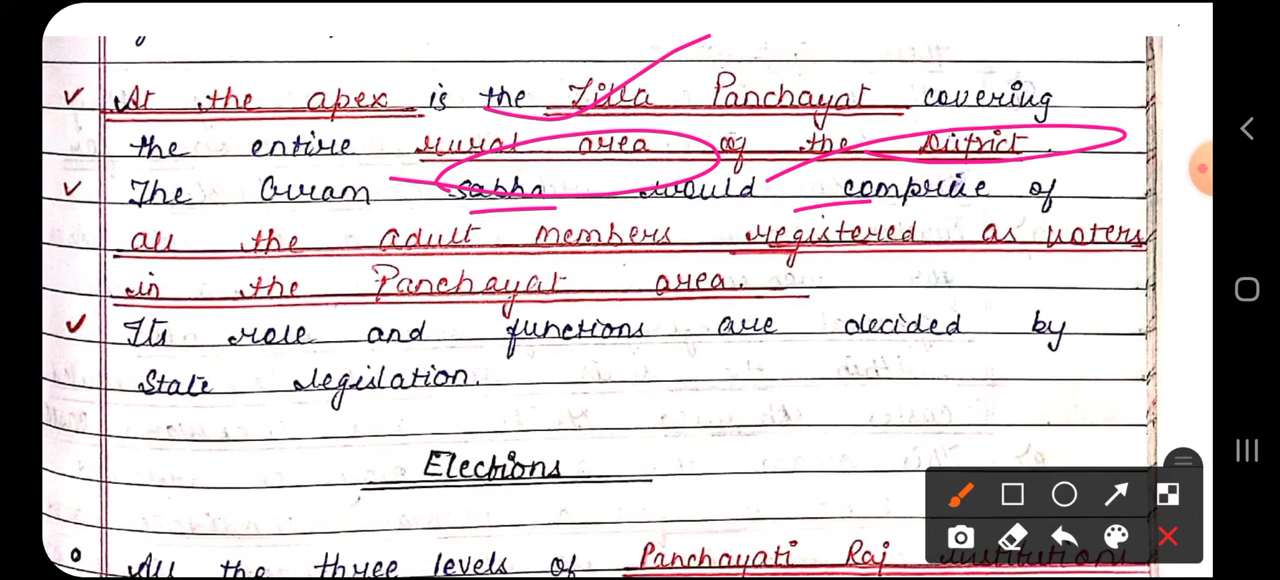 ✓ At the apex is the Zilla Panchayat covering
the entire rural area of the District.
✓ The Gram sabha would comprise of
all the adult members registered as voters
in the Panchayat area.
✓ Its role and functions are decided by
State legislation.
Elections
All the three levels of Panchayati Raj institutions